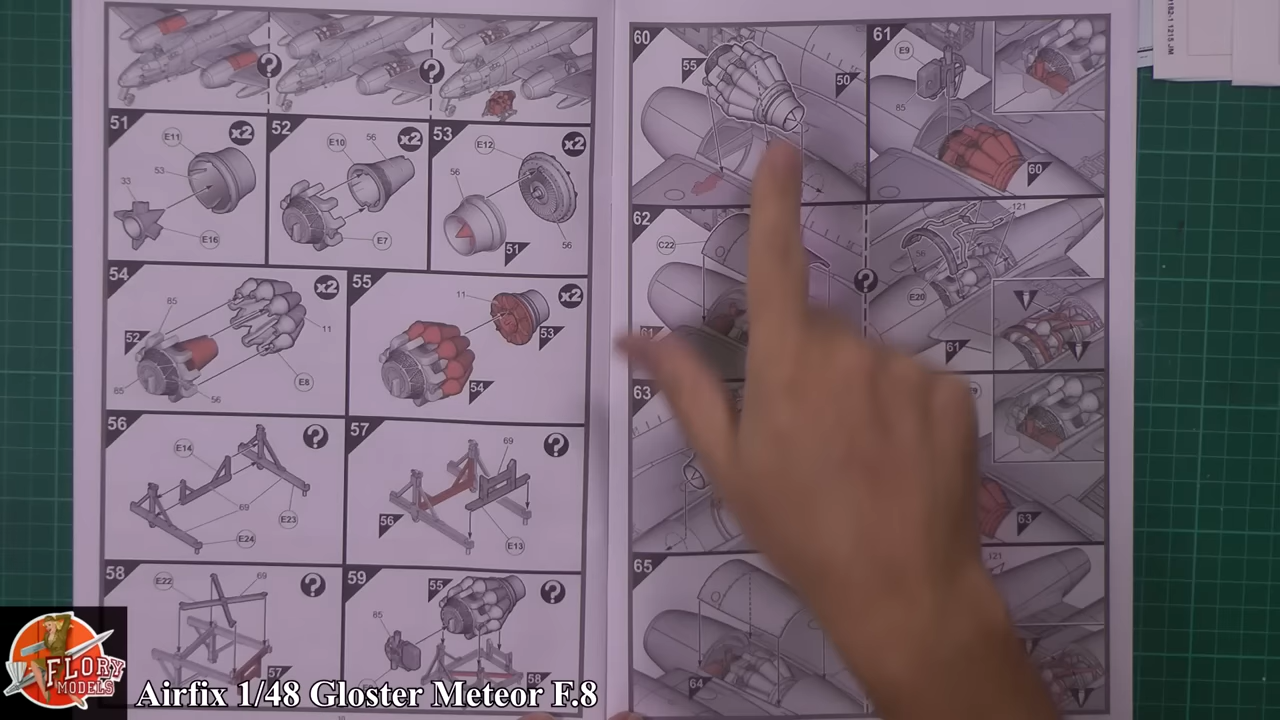 ?
?
51
E11
x2
53
33
E16
52
E10
56
x2
E7
53
E12
x2
56
51
56
54
85
x2
52
11
85
56
E8
55
11
x2
53
54
56
E14
?
69
E23
E24
57
69
?
56
E13
58
E22
69
?
57
59
55
?
85
58
60
55
50
61
E9
85
60
62
C22
61
?
121
56
E20
61
63
63
65
121
64
FLORY
MODELS
Airfix 1/48 Gloster Meteor F.8